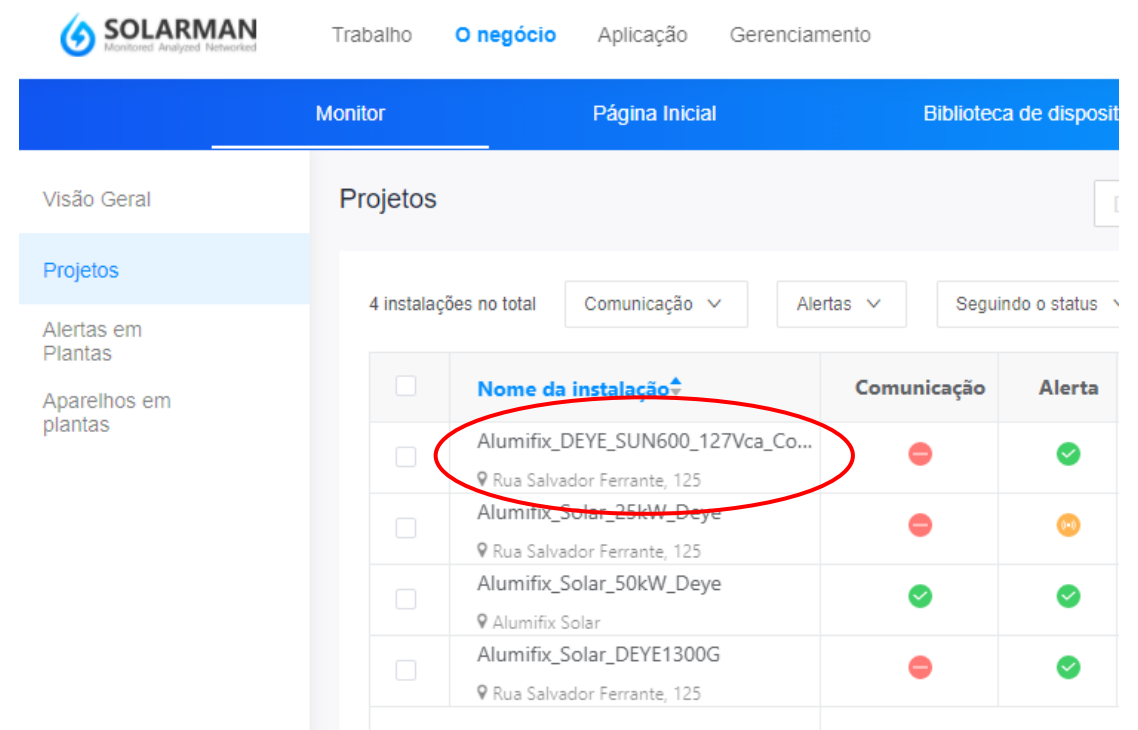 SOLARMAN
Monitored Analyzed Networked
Trabalho O negócio Aplicação Gerenciamento
Monitor Página Inicial Biblioteca de disposit
Visão Geral
Projetos
Alertas em
Plantas
Aparelhos em
plantas
Projetos
4 instalações no total Comunicação Alertas Seguindo o status
Nome da instalação Comunicação Alerta
Alumifix_DEYE_SUN600_127Vca_Co...
Rua Salvador Ferrante, 125
Alumifix_Solar_25kW_Deye
Rua Salvador Ferrante, 125
Alumifix_Solar_50kW_Deye
Alumifix Solar
Alumifix_Solar_DEYE1300G
Rua Salvador Ferrante, 125